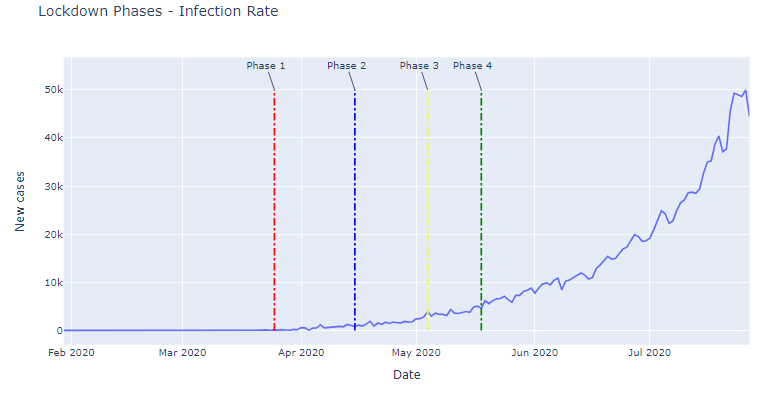 Lockdown Phases - Infection Rate
Phase 1
Phase 2
Phase 3
Phase 4
50k
40k
30k
20k
10k
0
New cases
Feb 2020
Mar 2020
Apr 2020
May 2020
Jun 2020
Jul 2020
Date